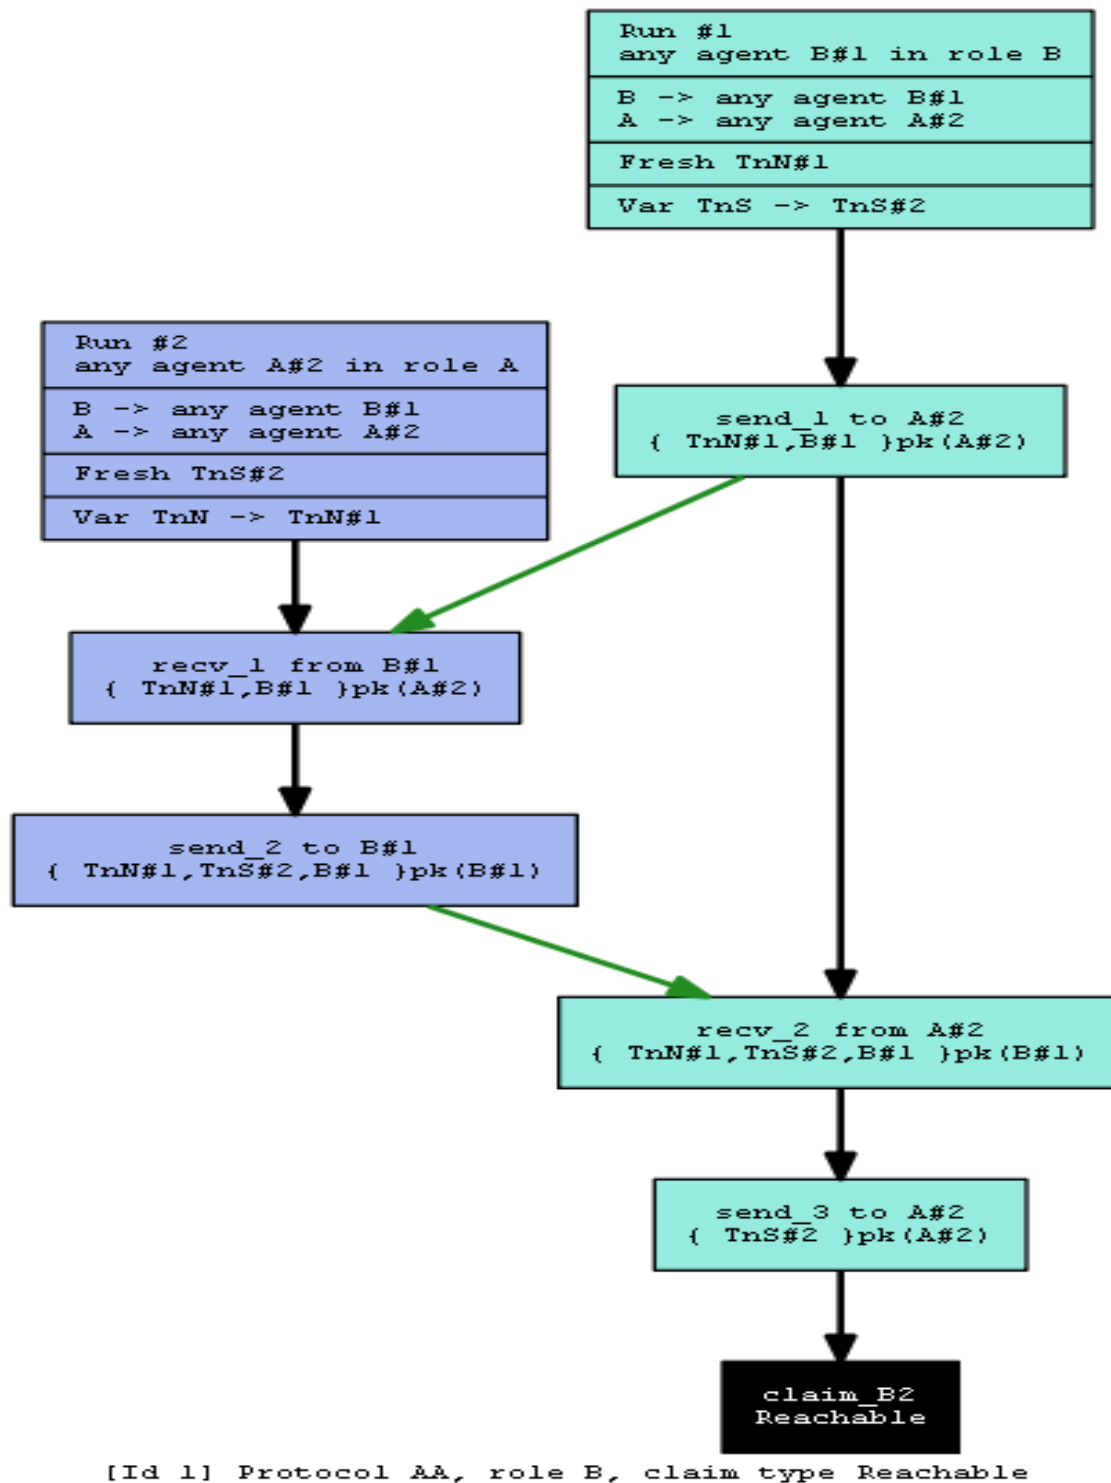 Run #1
any agent B#1 in role B
B -> any agent B#1
A -> any agent A#2
Fresh TnN#1
Var TnS -> TnS#2
Run #2
any agent A#2 in role A
B -> any agent B#1
A -> any agent A#2
Fresh TnS#2
Var TnN -> TnN#1
send_1 to A#2
{ TnN#1,B#1 }pk(A#2)
recv_1 from B#1
{ TnN#1,B#1 }pk(A#2)
send_2 to B#1
{ TnN#1,TnS#2,B#1 }pk(B#1)
recv_2 from A#2
{ TnN#1,TnS#2,B#1 }pk(B#1)
send_3 to A#2
{ TnS#2 }pk(A#2)
claim_B2
Reachable
[Id 1] Protocol AA, role B, claim type Reachable